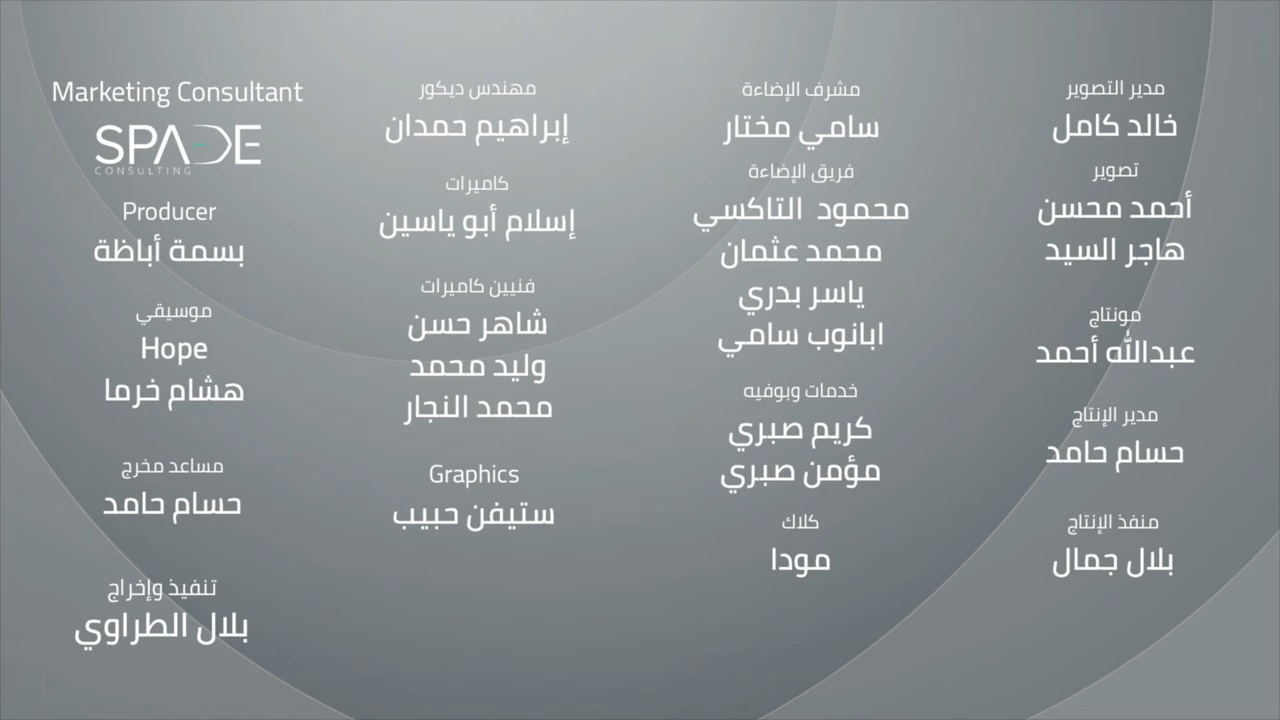 مدير التصوير
خالد كامل
تصوير
أحمد محسن
هاجر السيد
مونتاج
عبدالله أحمد
مدير الإنتاج
حسام حامد
منفذ الإنتاج
بلال جمال
مشرف الإضاءة
سامي مختار
فريق الإضاءة
محمود التاكسي
محمد عثمان
ياسر بدري
ابانوب سامي
خدمات وبوفيه
كريم صبري
مؤمن صبري
كلاك
مودا
مهندس ديكور
إبراهيم حمدان
كاميرات
إسلام أبو ياسين
فنيين كاميرات
شاهر حسن
وليد محمد
محمد النجار
Graphics
ستيفن حبيب
Marketing Consultant
SPADE
CONSULTING
Producer
بسمة أباظة
موسيقي
Hope
هشام خرما
مساعد مخرج
حسام حامد
تنفيذ وإخراج
بلال الطراوي